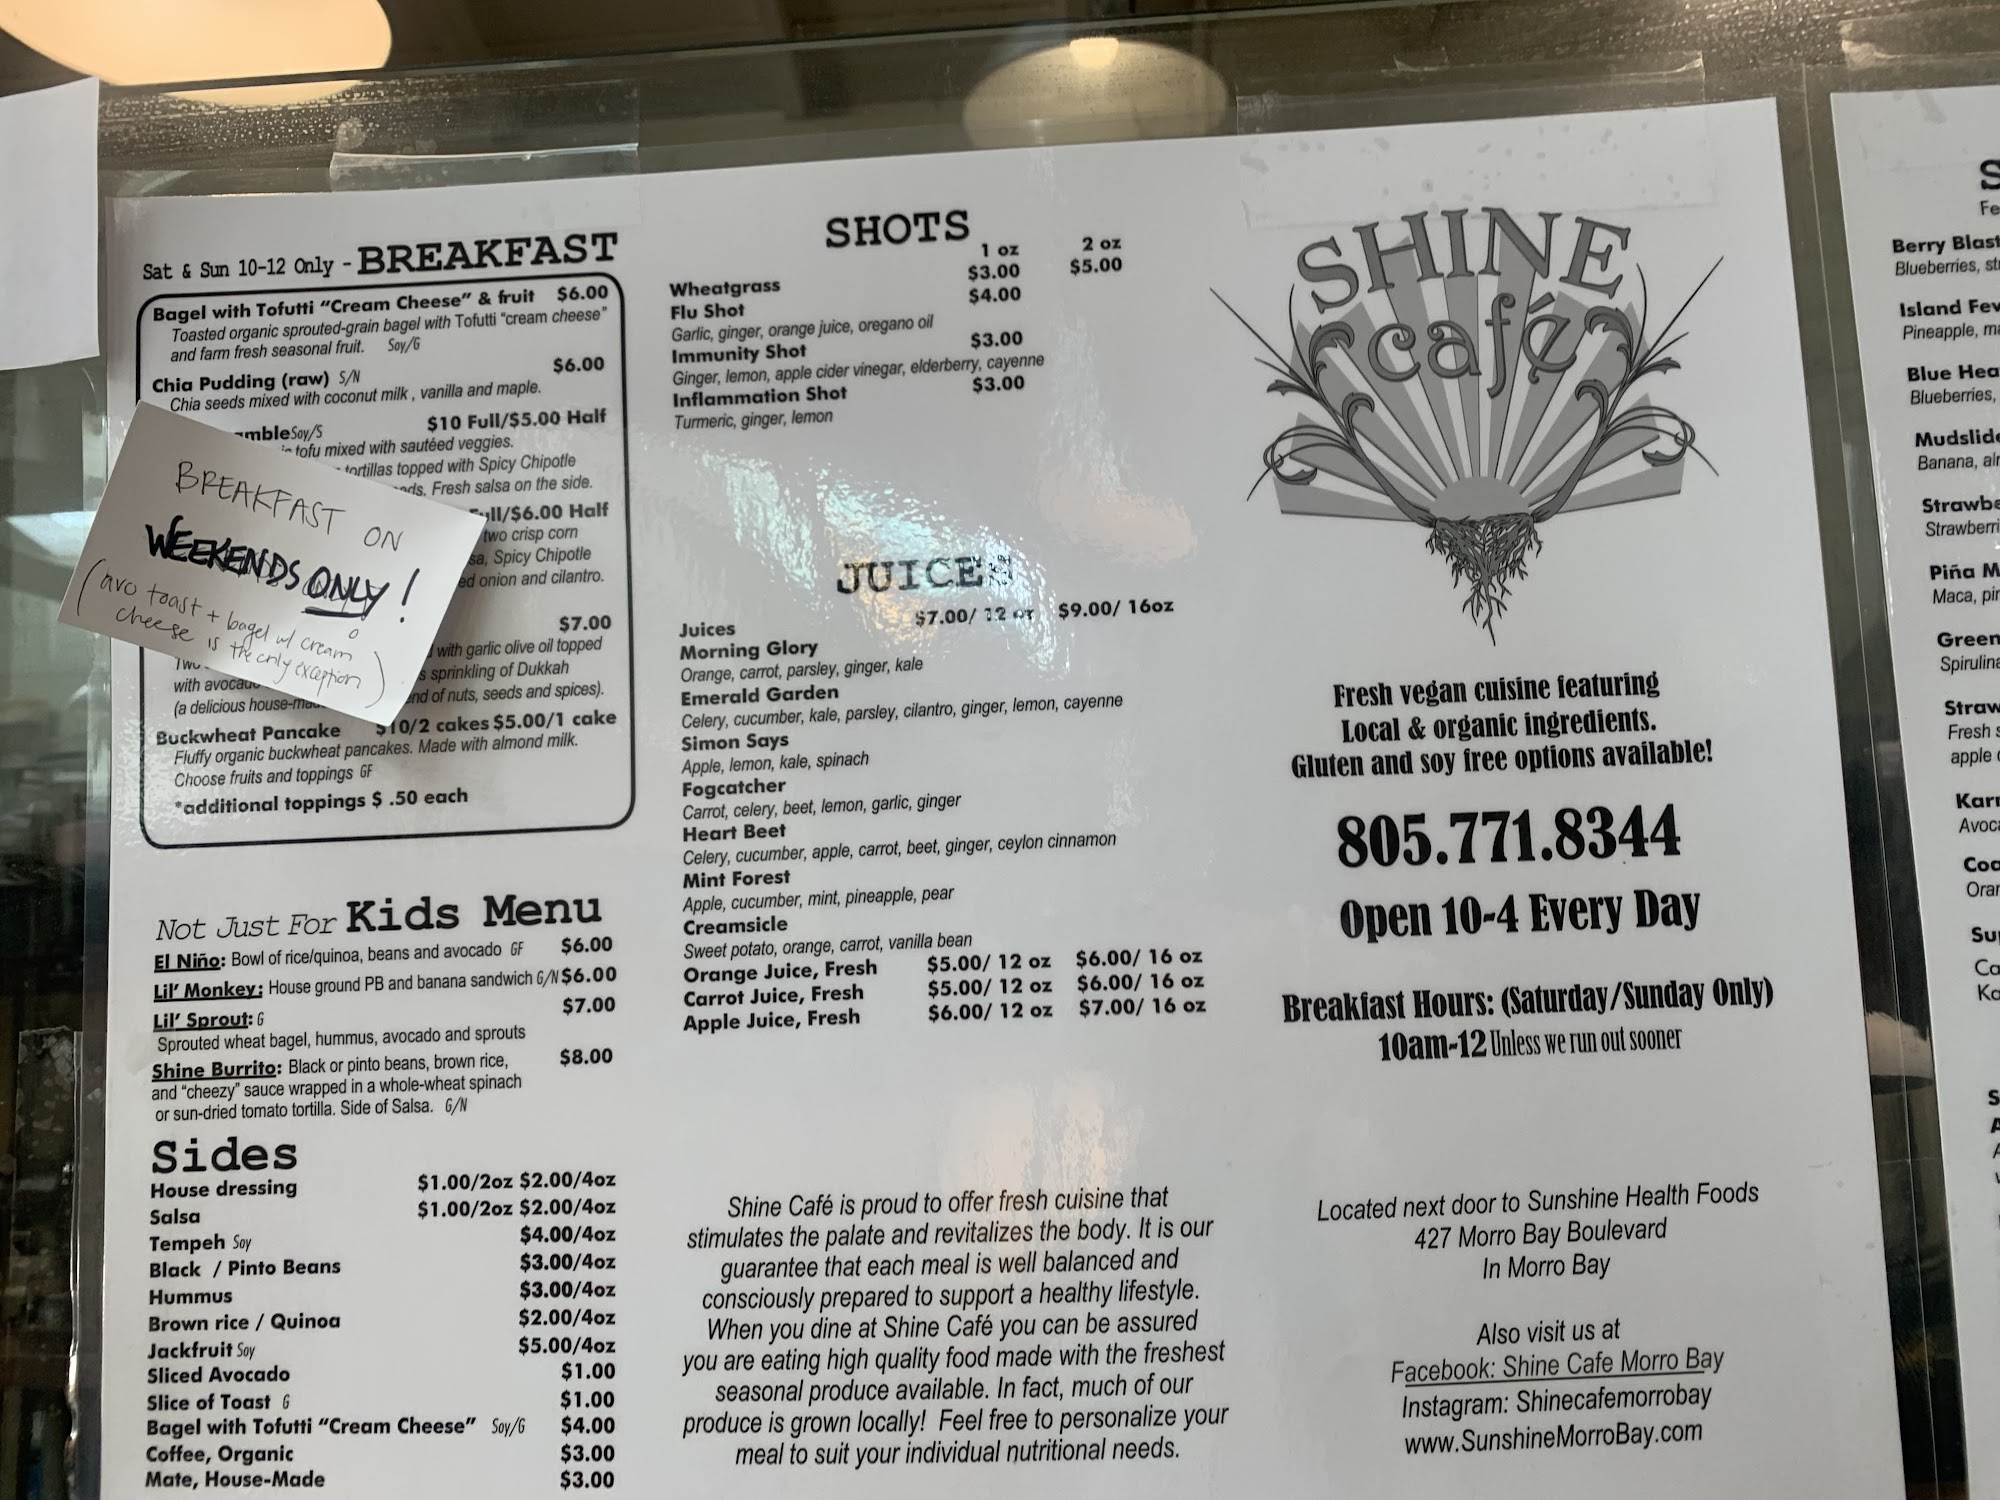 Sat & Sun 10-12 Only - BREAKFAST
Bagel with Tofutti “Cream Cheese” & fruit $6.00
Toasted organic sprouted-grain bagel with Tofutti “cream cheese”
and farm fresh seasonal fruit. Soy/G
Chia Pudding (raw) S/N $6.00
Chia seeds mixed with coconut milk , vanilla and maple.
$10 Full/$5.00 Half
Soy/S
tofu mixed with sautéed veggies.
tortillas topped with Spicy Chipotle
Fresh salsa on the side.
/$6.00 Half
two crisp corn
Spicy Chipotle
onion and cilantro.
BREAKFAST ON
WEEKENDS ONLY!
(avo toast + bagel w/ cream
cheese is the only exception)
$7.00
with garlic olive oil topped
with sprinkling of Dukkah
(a delicious of nuts, seeds and spices).
Buckwheat Pancake $10/2 cakes $5.00/1 cake
Fluffy organic buckwheat pancakes. Made with almond milk.
Choose fruits and toppings GF
*additional toppings $ .50 each
Not Just For Kids Menu
El Niño: Bowl of rice/quinoa, beans and avocado GF $6.00
Lil’ Monkey: House ground PB and banana sandwich G/N $6.00
Lil’ Sprout: G $7.00
Sprouted wheat bagel, hummus, avocado and sprouts
Shine Burrito: Black or pinto beans, brown rice, $8.00
and “cheezy” sauce wrapped in a whole-wheat spinach
or sun-dried tomato tortilla. Side of Salsa. G/N
Sides
House dressing $1.00/2oz $2.00/4oz
Salsa $1.00/2oz $2.00/4oz
Tempeh Soy $4.00/4oz
Black / Pinto Beans $3.00/4oz
Hummus $3.00/4oz
Brown rice / Quinoa $2.00/4oz
Jackfruit Soy $5.00/4oz
Sliced Avocado $1.00
Slice of Toast G $1.00
Bagel with Tofutti “Cream Cheese” Soy/G $4.00
Coffee, Organic $3.00
Mate, House-Made $3.00
SHOTS
1 oz 2 oz
Wheatgrass $3.00 $5.00
Flu Shot $4.00
Garlic, ginger, orange juice, oregano oil
Immunity Shot $3.00
Ginger, lemon, apple cider vinegar, elderberry, cayenne
Inflammation Shot $3.00
Turmeric, ginger, lemon
JUICES
Juices $7.00/ 12 oz $9.00/ 16oz
Morning Glory
Orange, carrot, parsley, ginger, kale
Emerald Garden
Celery, cucumber, kale, parsley, cilantro, ginger, lemon, cayenne
Simon Says
Apple, lemon, kale, spinach
Fogcatcher
Carrot, celery, beet, lemon, garlic, ginger
Heart Beet
Celery, cucumber, apple, carrot, beet, ginger, ceylon cinnamon
Mint Forest
Apple, cucumber, mint, pineapple, pear
Creamsicle
Sweet potato, orange, carrot, vanilla bean
Orange Juice, Fresh $5.00/ 12 oz $6.00/ 16 oz
Carrot Juice, Fresh $5.00/ 12 oz $6.00/ 16 oz
Apple Juice, Fresh $6.00/ 12 oz $7.00/ 16 oz
Shine Café is proud to offer fresh cuisine that
stimulates the palate and revitalizes the body. It is our
guarantee that each meal is well balanced and
consciously prepared to support a healthy lifestyle.
When you dine at Shine Café you can be assured
you are eating high quality food made with the freshest
seasonal produce available. In fact, much of our
produce is grown locally! Feel free to personalize your
meal to suit your individual nutritional needs.
SHINE
café
Fresh vegan cuisine featuring
Local & organic ingredients.
Gluten and soy free options available!
805.771.8344
Open 10-4 Every Day
Breakfast Hours: (Saturday/Sunday Only)
10am-12 Unless we run out sooner
Located next door to Sunshine Health Foods
427 Morro Bay Boulevard
In Morro Bay
Also visit us at
Facebook: Shine Cafe Morro Bay
Instagram: Shinecafemorrobay
www.SunshineMorroBay.com
Berry Blast
Blueberries,
Island
Pineapple,
Blue
Blueberries,
Banana,
Piña
Maca,
Green
Fresh
apple